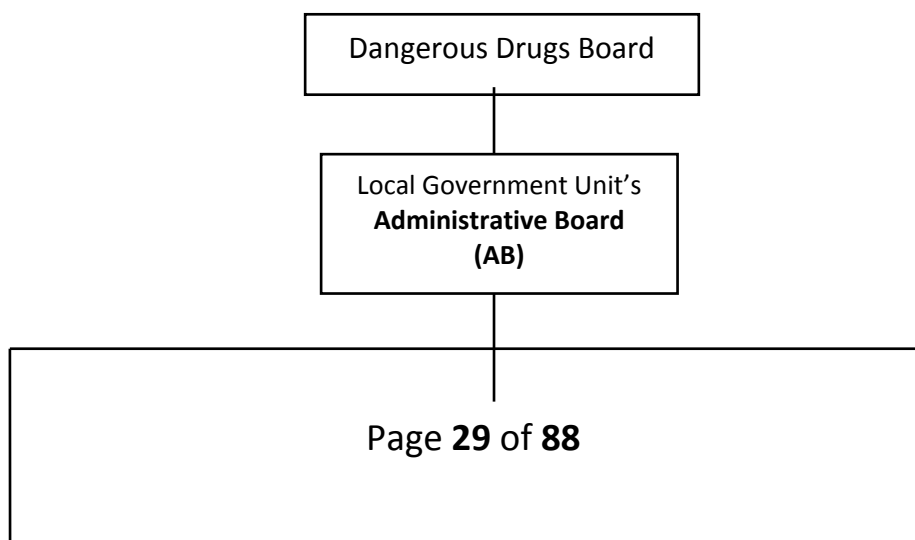 Dangerous Drugs Board
Local Government Unit’s
Administrative Board
(AB)
Page 29 of 88